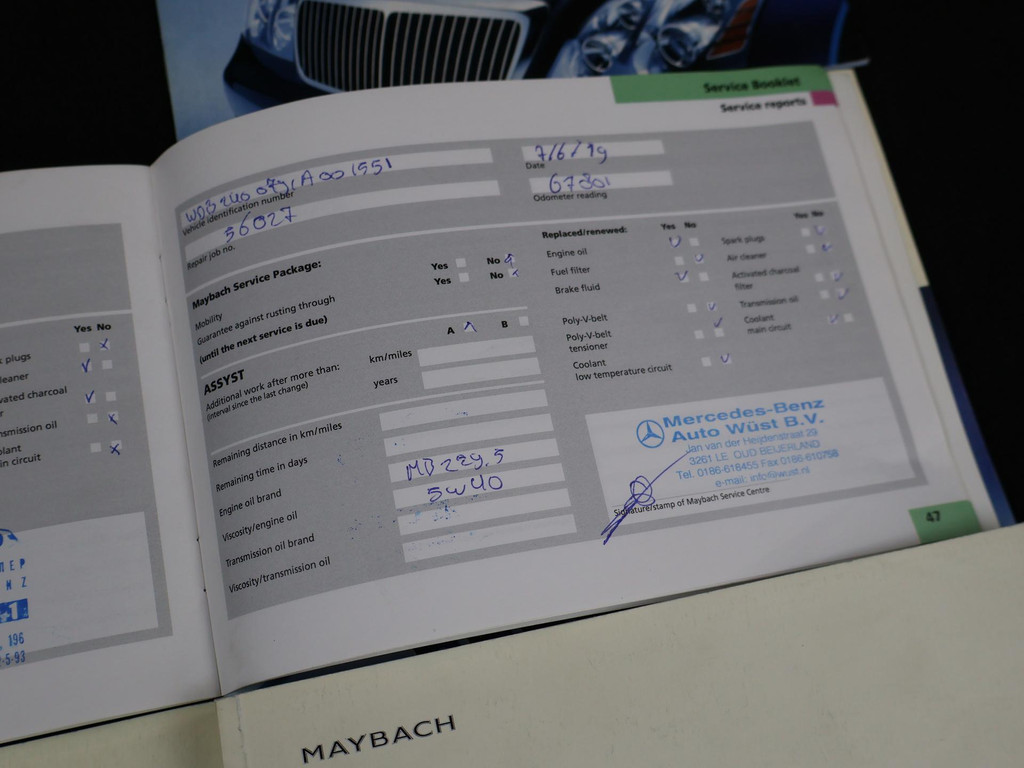 Service Booklet
Service reports
7/6/19
Date
Vehicle identification number
67301
Odometer reading
56027
Repair job no.
Maybach Service Package:
Yes No
Mobility
Yes No
Guarantee against rusting through
(until the next service is due)
ASSYST
A B
Additional work after more than:
(interval since the last change)
km/miles
years
Remaining distance in km/miles
Remaining time in days
Engine oil brand
MB 229.5
Viscosity/engine oil
5W40
Transmission oil brand
Viscosity/transmission oil
Replaced/renewed:
Yes No
Engine oil
Fuel filter
Brake fluid
Poly-V-belt
Poly-V-belt
tensioner
Coolant
low temperature circuit
Yes No
Spark plugs
Air cleaner
Activated charcoal
filter
Transmission oil
Coolant
main circuit
Mercedes-Benz
Auto Wüst B.V.
Jan van der Heijdenstraat 29
3261 LE OUD BEIJERLAND
Tel. 0186-618455 Fax 0186-610758
e-mail: info@wust.nl
Signature/stamp of Maybach Service Centre
47
Yes No
plugs
leaner
vated charcoal
r
nsmission oil
olant
in circuit
196
5-93
MAYBACH